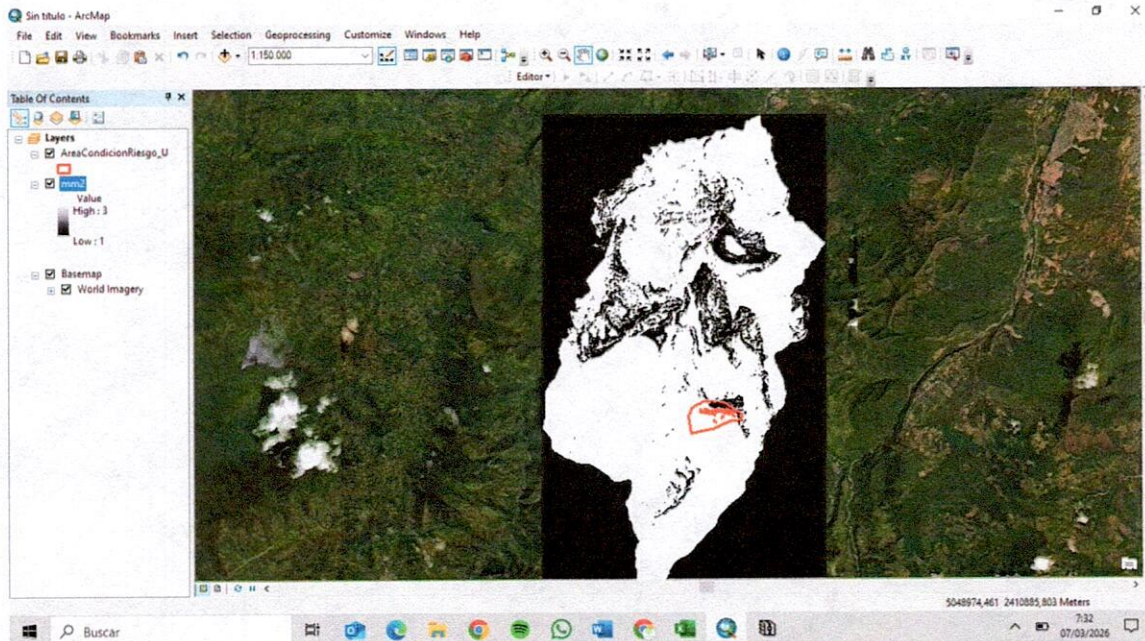 Sin título - ArcMap
File Edit View Bookmarks Insert Selection Geoprocessing Customize Windows Help
1:150.000
Editor
Table Of Contents
Layers
AreaCondicionRiesgo_U
mm2
Value
High : 3
Low : 1
Basemap
World Imagery
5048974,461 2410885,803 Meters
Buscar
7:32
07/03/2026